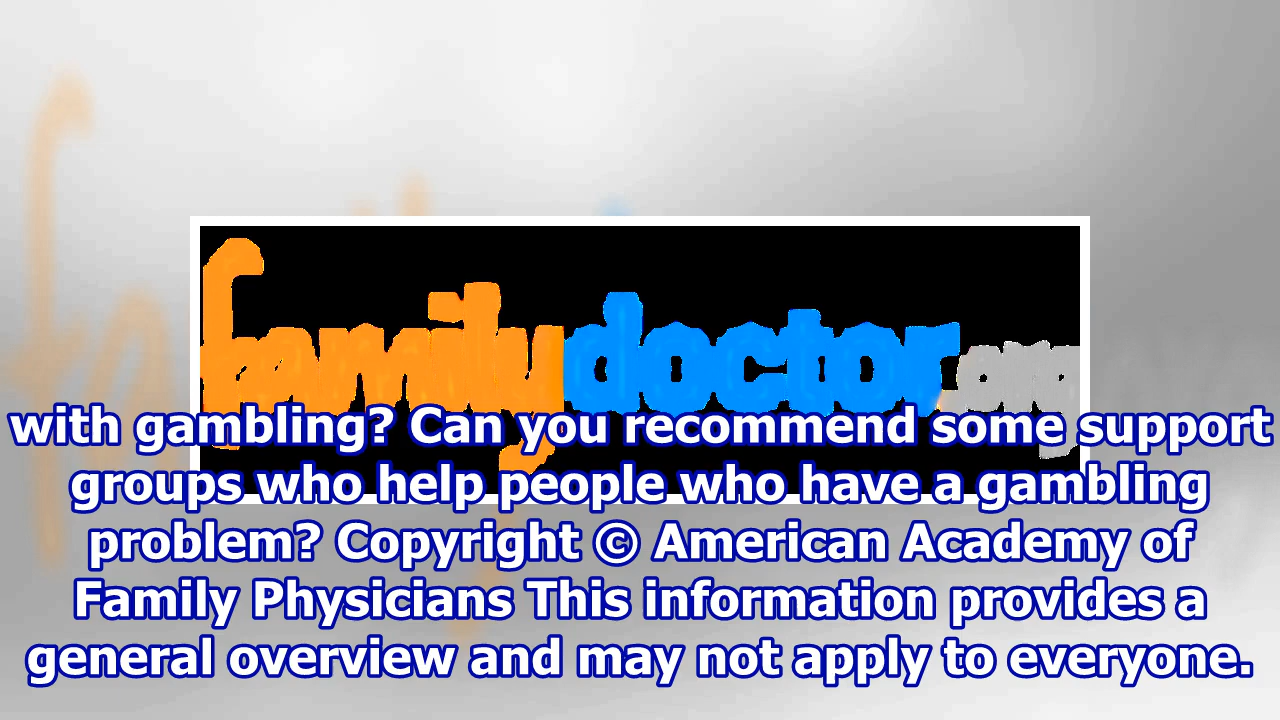 familydoctor.org
with gambling? Can you recommend some support
groups who help people who have a gambling
problem? Copyright © American Academy of
Family Physicians This information provides a
general overview and may not apply to everyone.